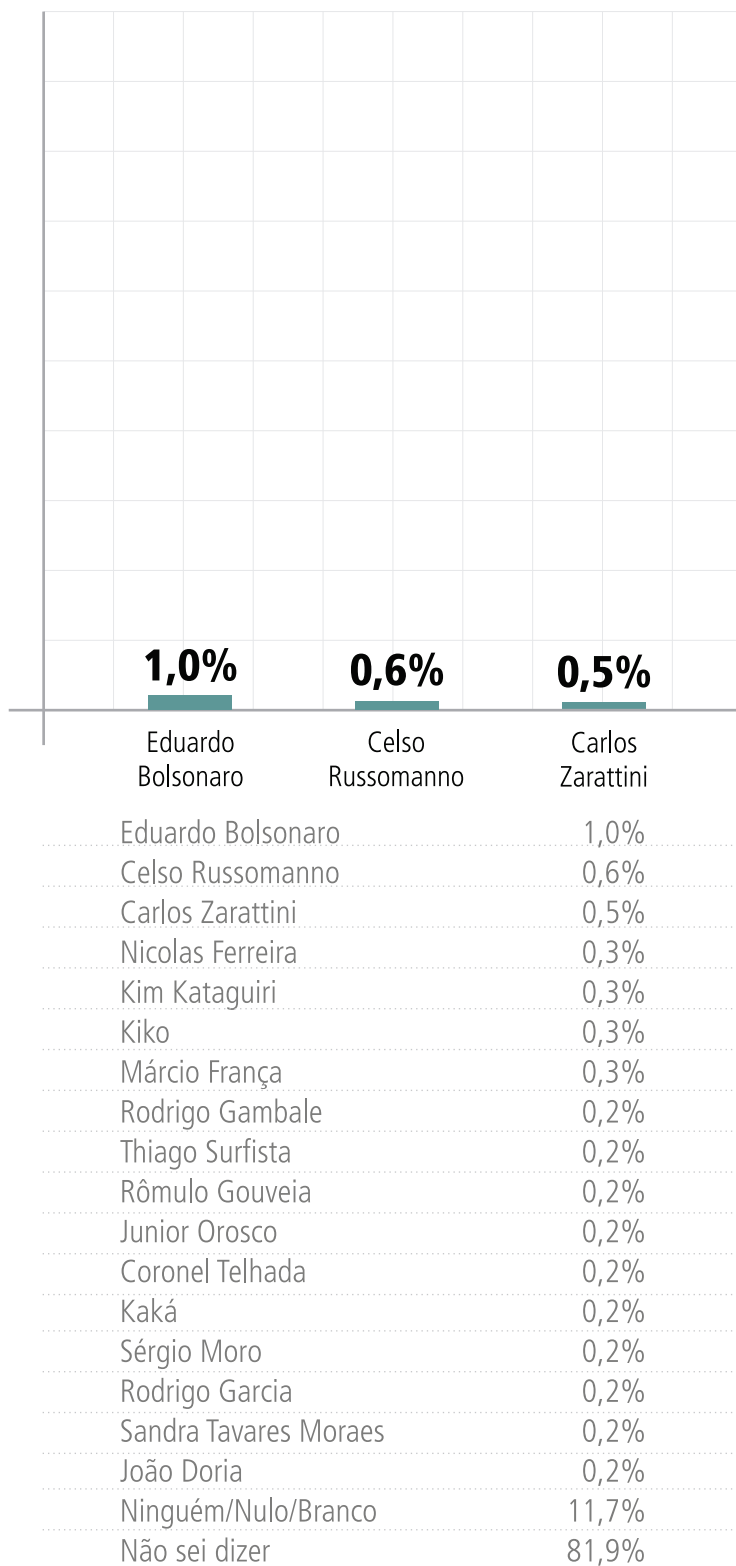 1,0% 0,6% 0,5%
Eduardo Bolsonaro Celso Russomanno Carlos Zarattini
Eduardo Bolsonaro 1,0%
Celso Russomanno 0,6%
Carlos Zarattini 0,5%
Nicolas Ferreira 0,3%
Kim Kataguiri 0,3%
Kiko 0,3%
Márcio França 0,3%
Rodrigo Gambale 0,2%
Thiago Surfista 0,2%
Rômulo Gouveia 0,2%
Junior Orosco 0,2%
Coronel Telhada 0,2%
Kaká 0,2%
Sérgio Moro 0,2%
Rodrigo Garcia 0,2%
Sandra Tavares Moraes 0,2%
João Doria 0,2%
Ninguém/Nulo/Branco 11,7%
Não sei dizer 81,9%